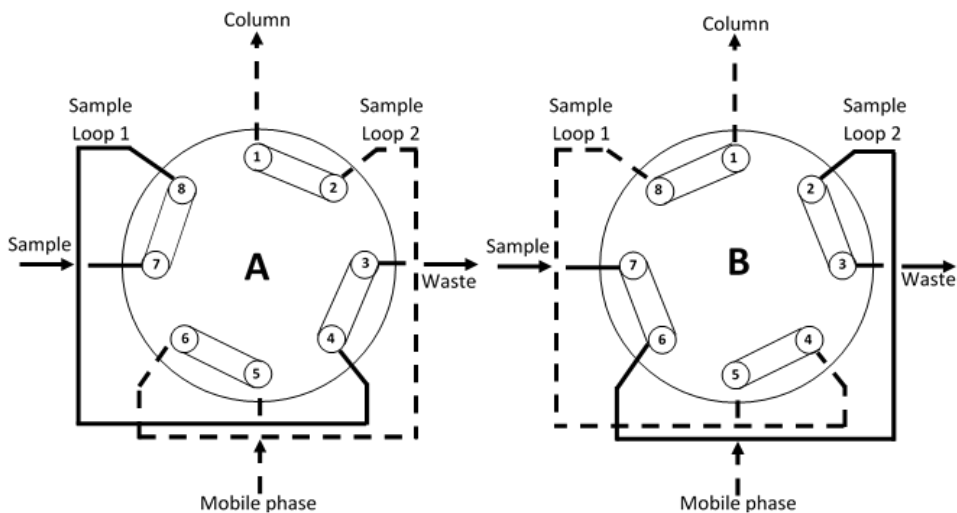 Column
Sample
Loop 1
Sample
Loop 2
1
2
3
4
5
6
7
8
A
Sample
Waste
Mobile phase
Column
Sample
Loop 1
Sample
Loop 2
1
2
3
4
5
6
7
8
B
Sample
Waste
Mobile phase